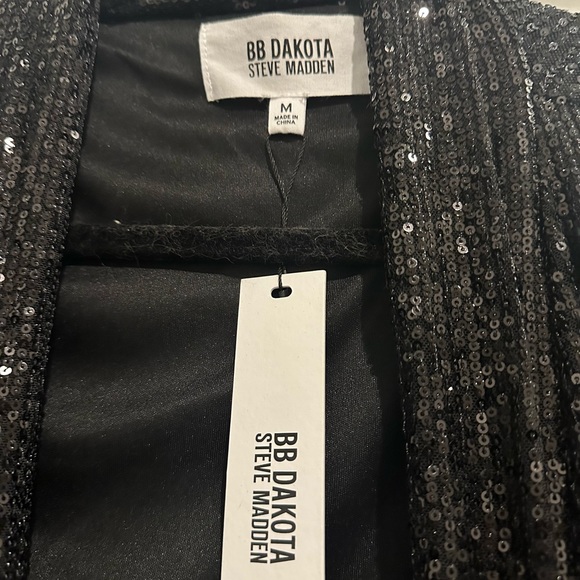 BB DAKOTA
STEVE MADDEN
M
MADE IN
CHINA
BB DAKOTA
STEVE MADDEN